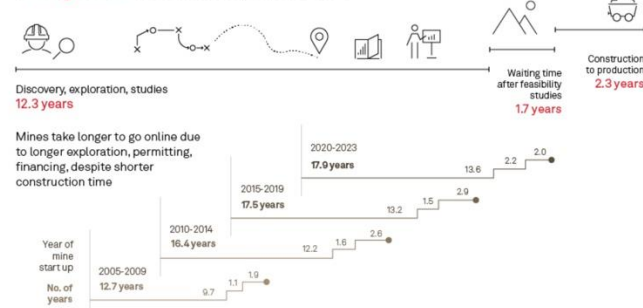 Discovery, exploration, studies
12.3 years
Waiting time
after feasibility
studies
1.7 years
Construction
to production
2.3 years
Mines take longer to go online due
to longer exploration, permitting,
financing, despite shorter
construction time
2020-2023
17.9 years
13.6
2.2
2.0
2015-2019
17.5 years
13.2
1.5
2.9
2010-2014
16.4 years
12.2
1.6
2.6
Year of
mine
start up
No. of
years
2005-2009
12.7 years
9.7
1.1
1.9